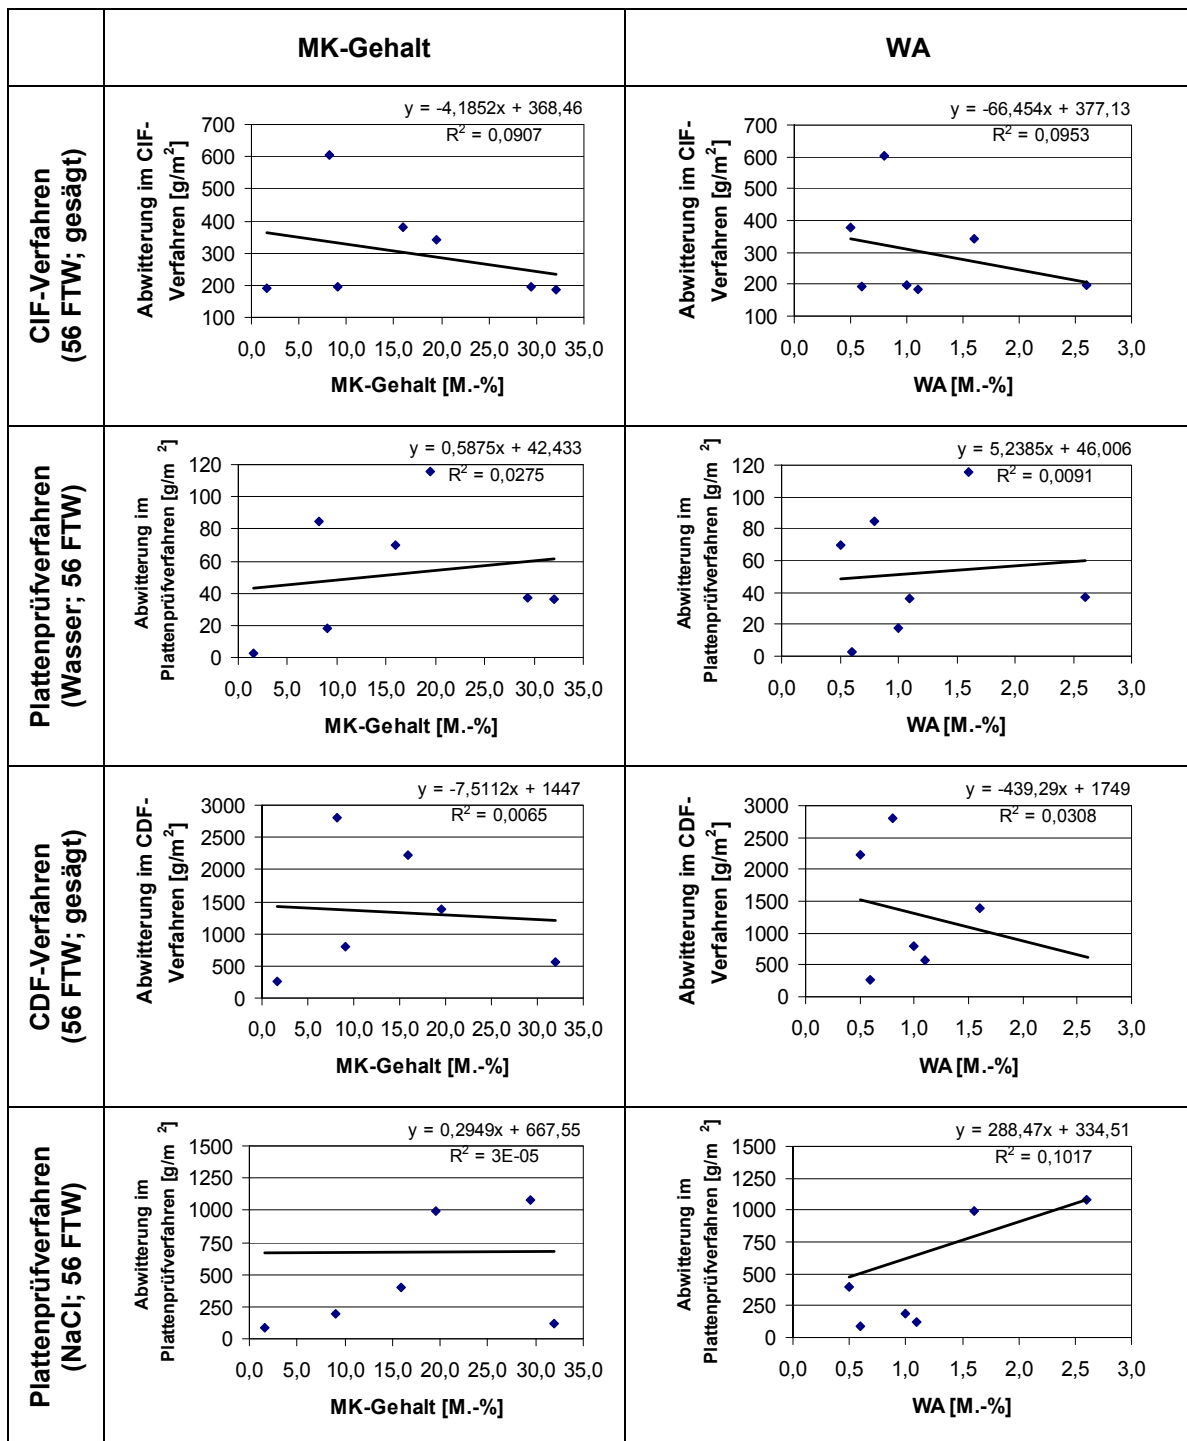 MK-Gehalt
WA
CIF-Verfahren
(56 FTW; gesägt)
y = -4,1852x + 368,46
R² = 0,0907
Abwitterung im CIF-
Verfahren [g/m²]
700
600
500
400
300
200
100
0,0 5,0 10,0 15,0 20,0 25,0 30,0 35,0
MK-Gehalt [M.-%]
y = -66,454x + 377,13
R² = 0,0953
Abwitterung im CIF-
Verfahren [g/m²]
700
600
500
400
300
200
100
0,0 0,5 1,0 1,5 2,0 2,5 3,0
WA [M.-%]
Plattenprüfverfahren
(Wasser; 56 FTW)
y = 0,5875x + 42,433
R² = 0,0275
Abwitterung im
Plattenprüfverfahren [g/m ²]
120
100
80
60
40
20
0
0,0 5,0 10,0 15,0 20,0 25,0 30,0 35,0
MK-Gehalt [M.-%]
y = 5,2385x + 46,006
R² = 0,0091
Abwitterung im
Plattenprüfverfahren [g/m ²]
120
100
80
60
40
20
0
0,0 0,5 1,0 1,5 2,0 2,5 3,0
WA [M.-%]
CDF-Verfahren
(56 FTW; gesägt)
y = -7,5112x + 1447
R² = 0,0065
Abwitterung im CDF-
Verfahren [g/m²]
3000
2500
2000
1500
1000
500
0
0,0 5,0 10,0 15,0 20,0 25,0 30,0 35,0
MK-Gehalt [M.-%]
y = -439,29x + 1749
R² = 0,0308
Abwitterung im CDF-
Verfahren [g/m²]
3000
2500
2000
1500
1000
500
0
0,0 0,5 1,0 1,5 2,0 2,5 3,0
WA [M.-%]
Plattenprüfverfahren
(NaCl; 56 FTW)
y = 0,2949x + 667,55
R² = 3E-05
Abwitterung im
Plattenprüfverfahren [g/m ²]
1500
1250
1000
750
500
250
0
0,0 5,0 10,0 15,0 20,0 25,0 30,0 35,0
MK-Gehalt [M.-%]
y = 288,47x + 334,51
R² = 0,1017
Abwitterung im
Plattenprüfverfahren [g/m ²]
1500
1250
1000
750
500
250
0
0,0 0,5 1,0 1,5 2,0 2,5 3,0
WA [M.-%]